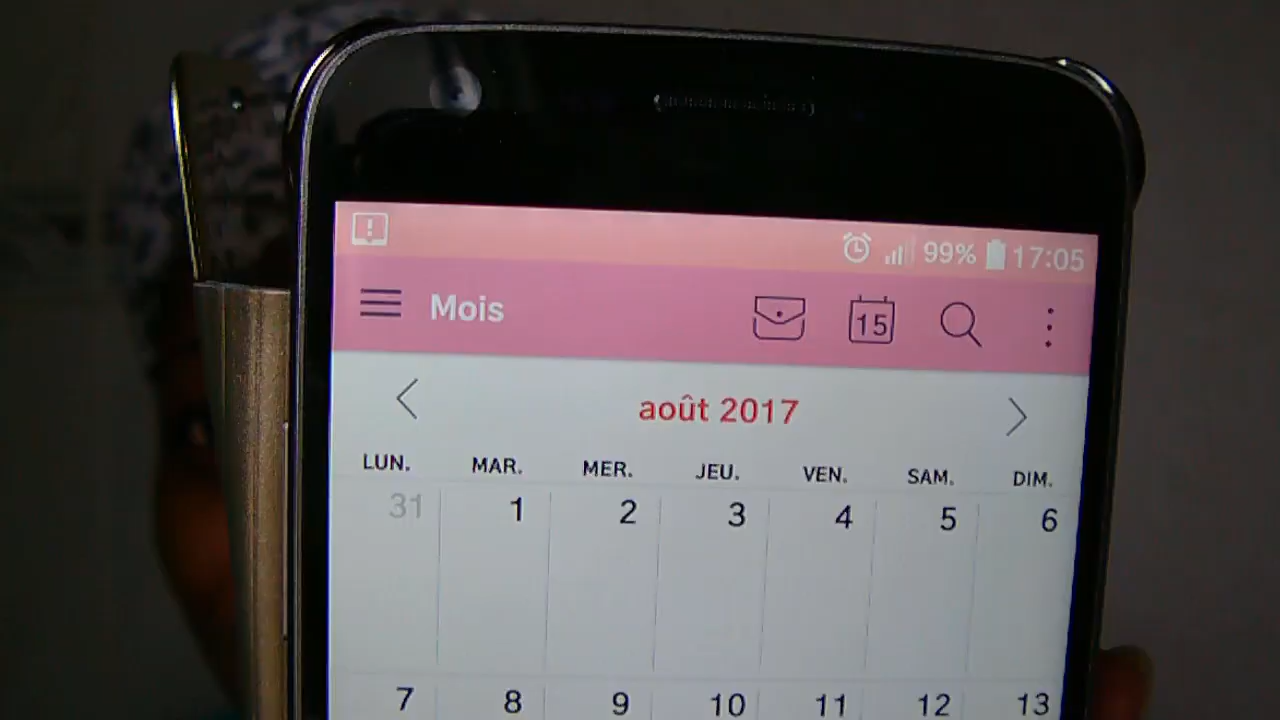 99% 17:05
Mois 15
août 2017
LUN. MAR. MER. JEU. VEN. SAM. DIM.
31 1 2 3 4 5 6
7 8 9 10 11 12 13